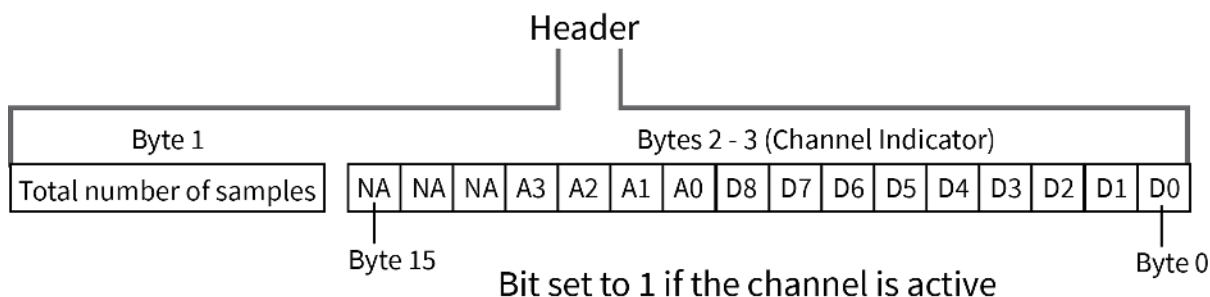 Header
Byte 1 Bytes 2 - 3 (Channel Indicator)
Total number of samples NA NA NA A3 A2 A1 A0 D8 D7 D6 D5 D4 D3 D2 D1 D0
Byte 15 Byte 0
Bit set to 1 if the channel is active